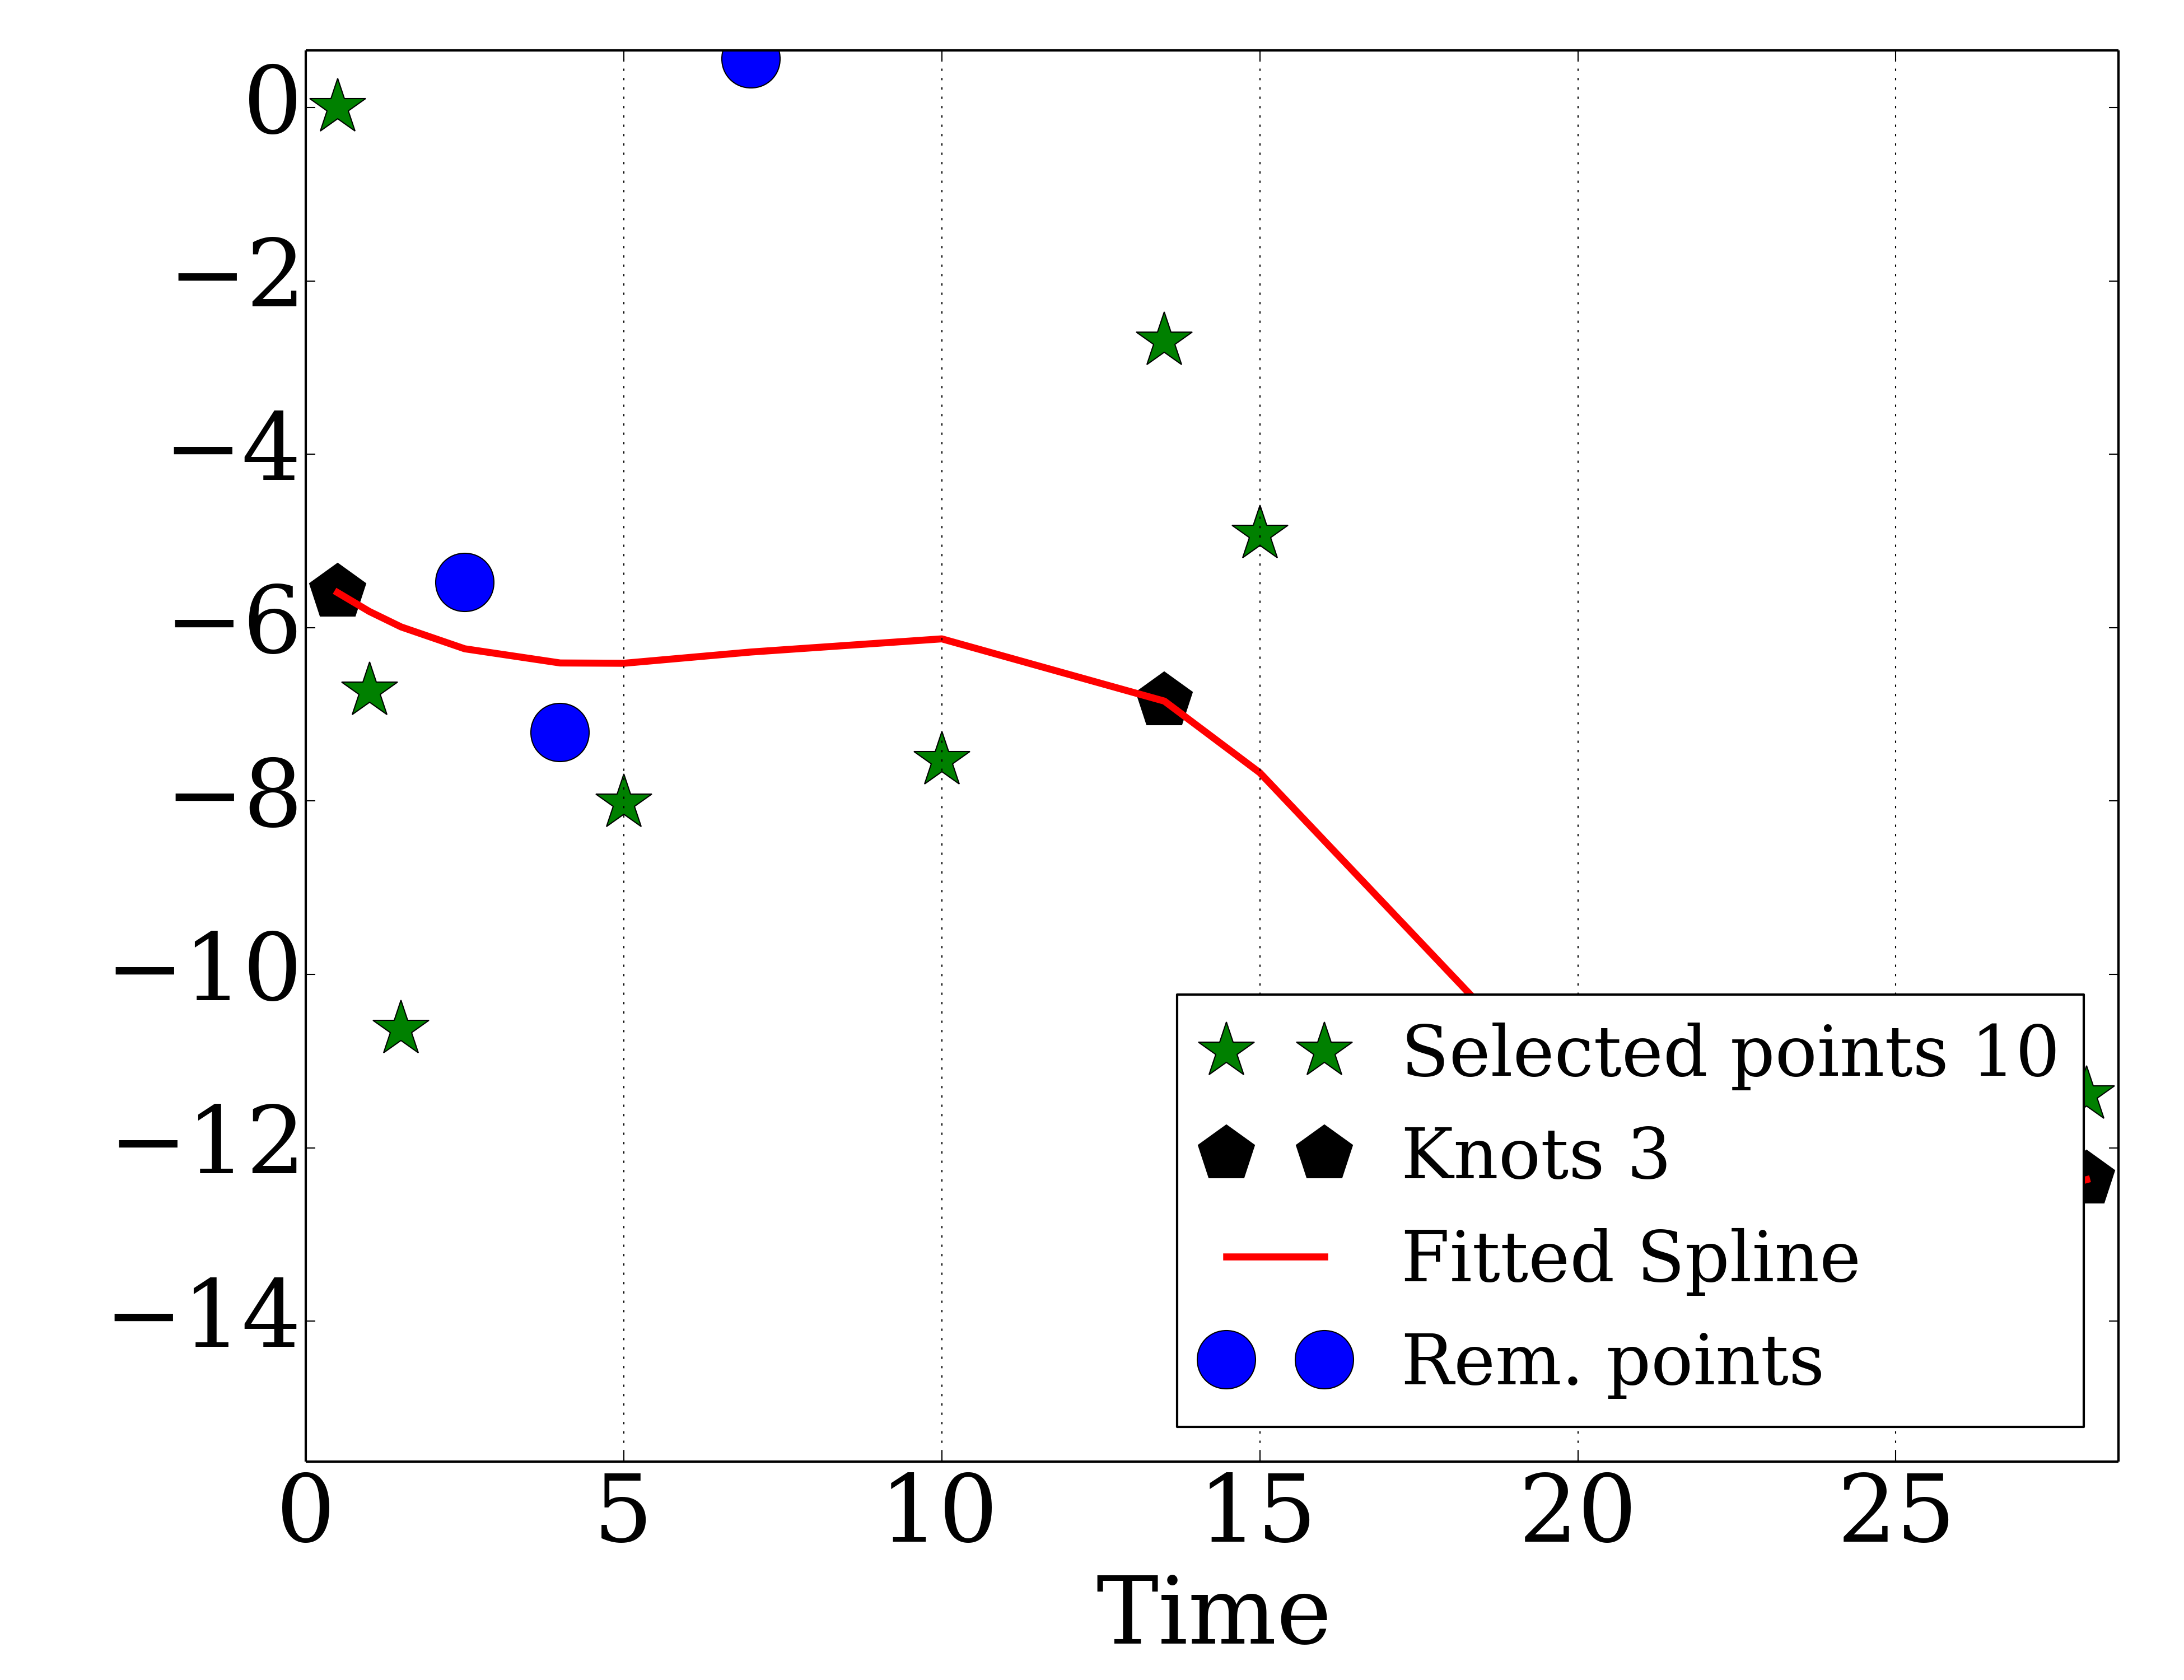 0
−2
−4
−6
−8
−10
−12
−14
Selected points 10
Knots 3
Fitted Spline
Rem. points
0 5 10 15 20 25
Time